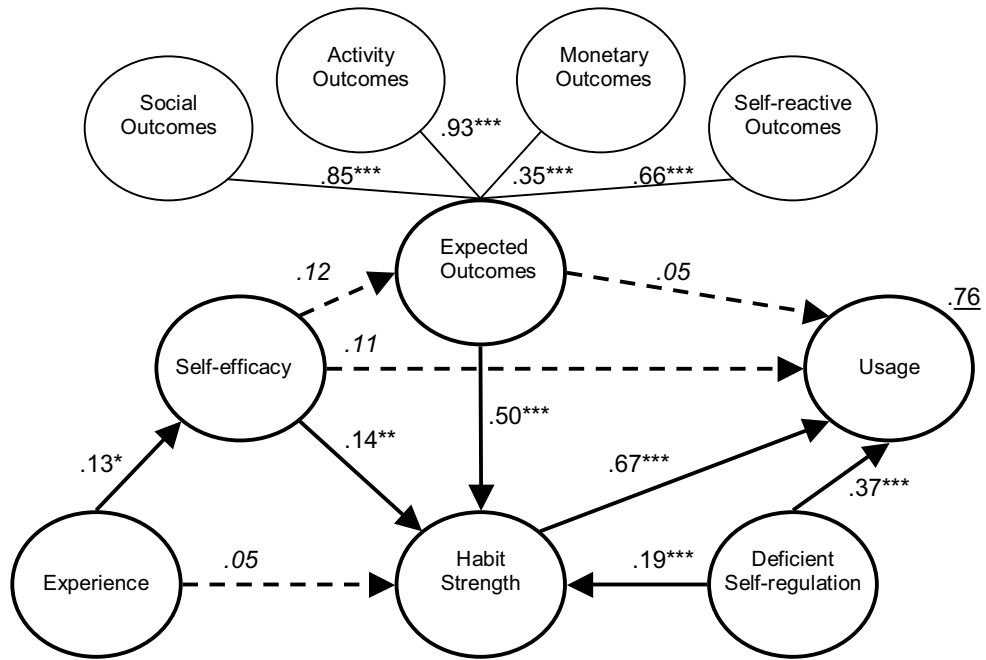 Activity
Outcomes
Monetary
Outcomes
Social
Outcomes
Self-reactive
Outcomes
.93***
.85***
.35***
.66***
Expected
Outcomes
.12
.05
.76
Self-efficacy
.11
Usage
.50***
.14**
.13*
.67***
.37***
Experience
.05
Habit
Strength
.19***
Deficient
Self-regulation